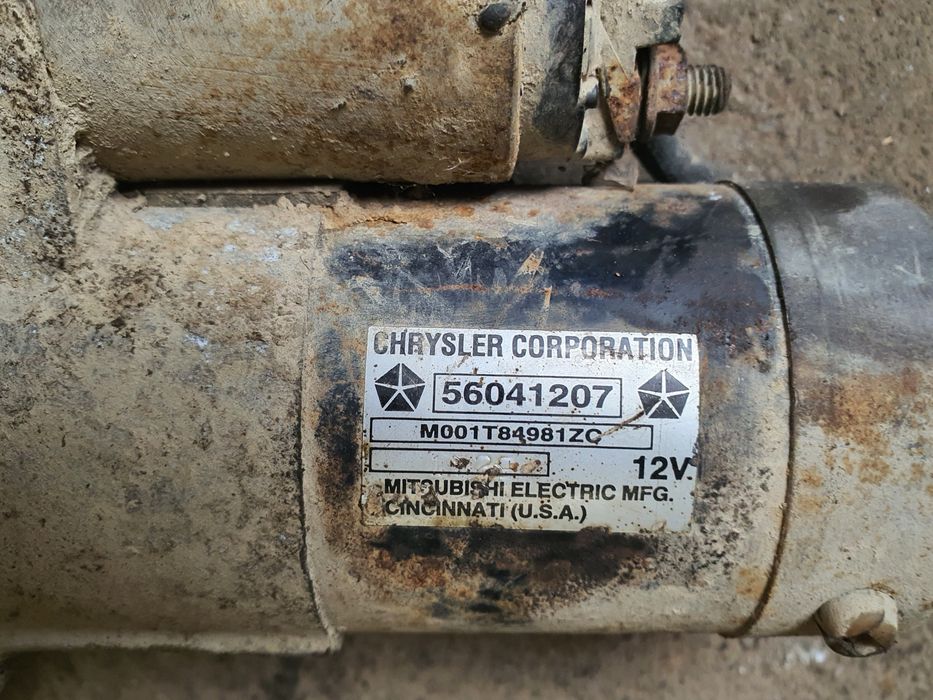 CHRYSLER CORPORATION
56041207
M001T84981ZC
12V.
MITSUBISHI ELECTRIC MFG.
CINCINNATI (U.S.A.)